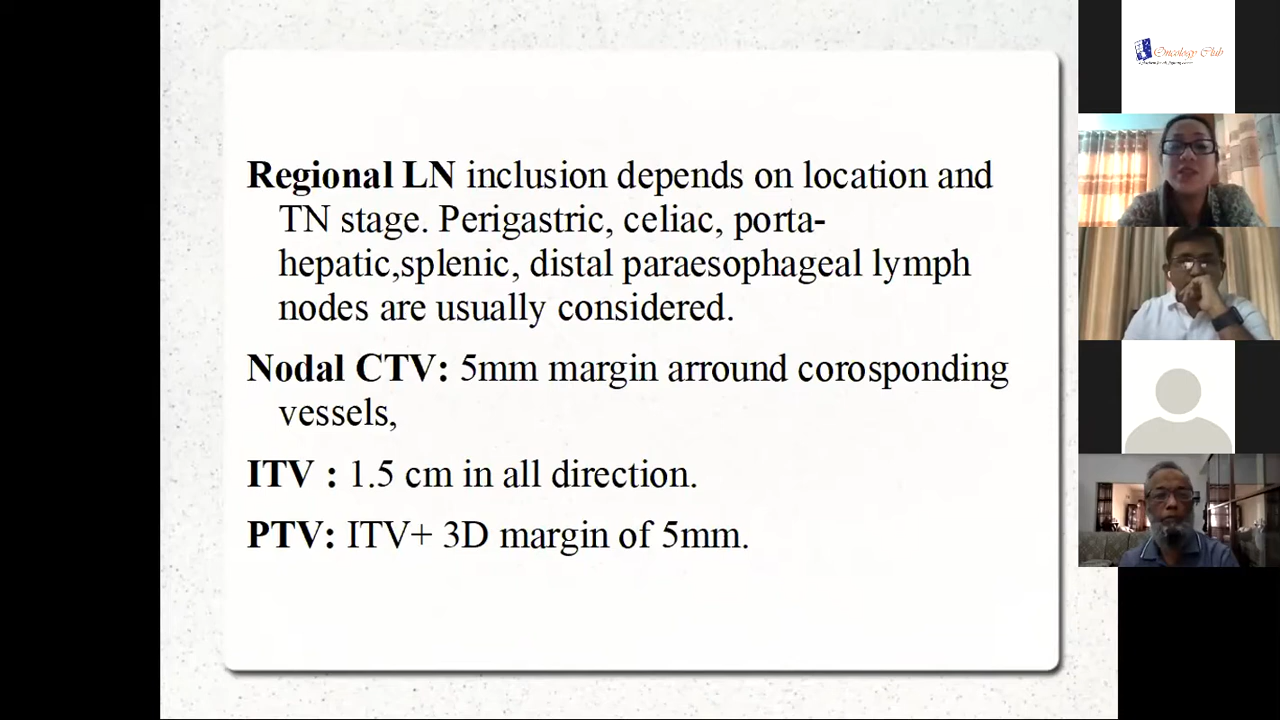 Regional LN inclusion depends on location and
TN stage. Perigastric, celiac, porta-
hepatic,splenic, distal paraesophageal lymph
nodes are usually considered.
Nodal CTV: 5mm margin arround corosponding
vessels,
ITV : 1.5 cm in all direction.
PTV: ITV+ 3D margin of 5mm.
Oncology Club